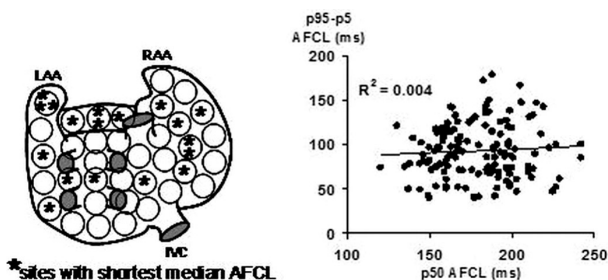 LAA
RAA
IVC
*sites with shortest median AFCL
p95-p5
AFCL (ms)
200
150
100
50
0
R² = 0.004
100
150
200
250
p50 AFCL (ms)